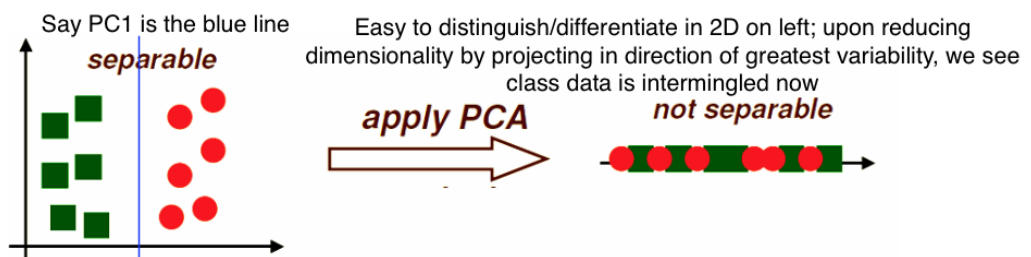 Say PC1 is the blue line
separable
Easy to distinguish/differentiate in 2D on left; upon reducing
dimensionality by projecting in direction of greatest variability, we see
class data is intermingled now
apply PCA
not separable